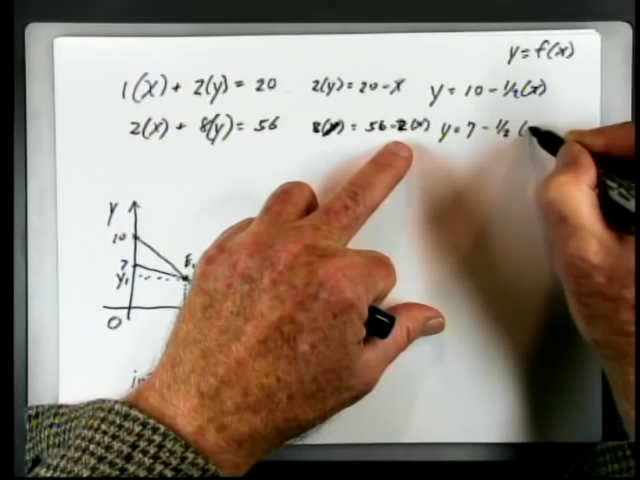 y = f(x)
1(x) + 2(y) = 20 2(y) = 20 - x y = 10 - 1/2(x)
2(x) + 8(y) = 56 8(y) = 56 - 2(x) y = 7 - 1/2 (
Y
10
7
Y1
0